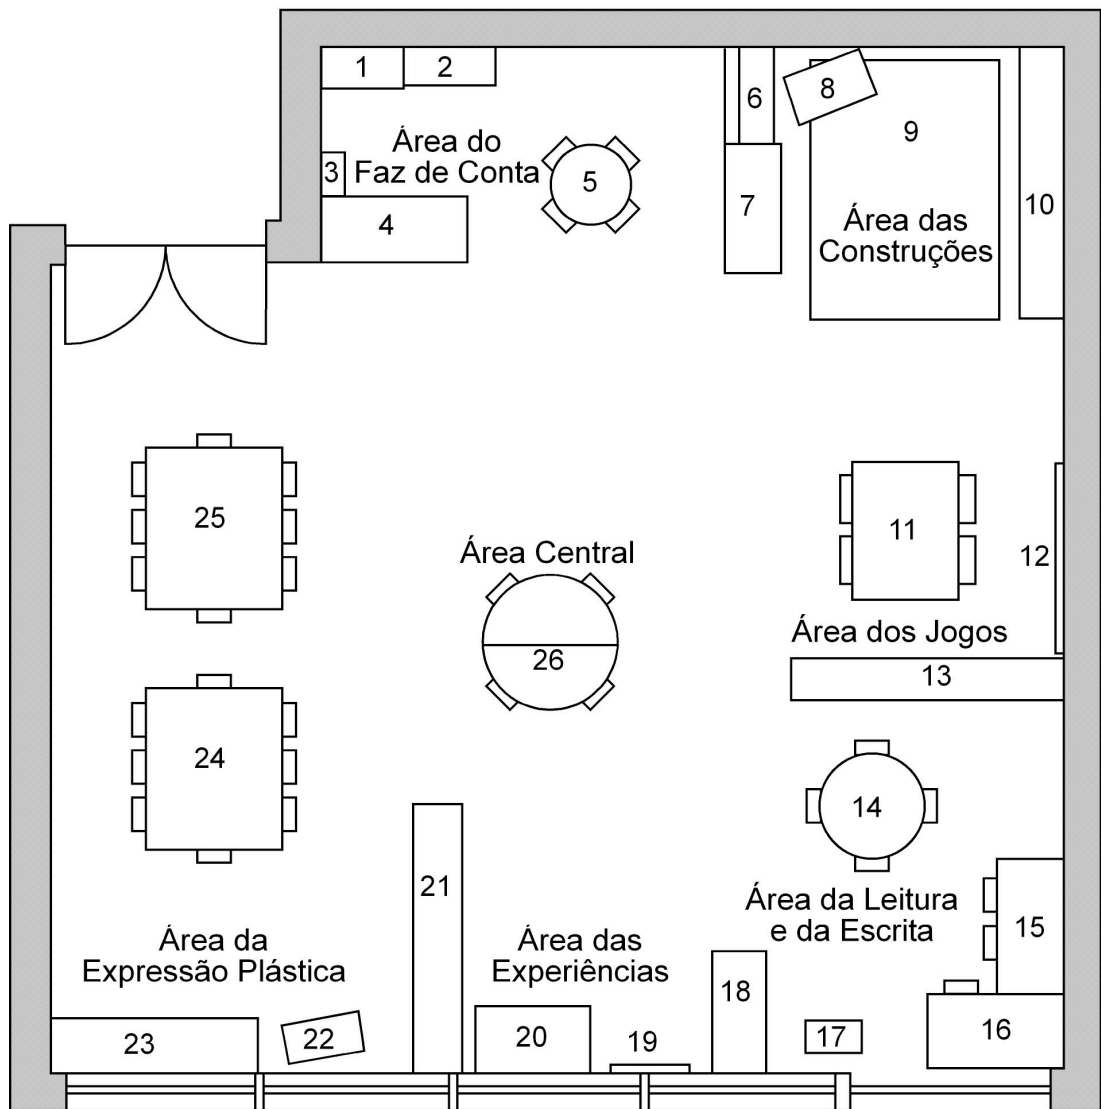 1
2
6
8
9
Área do
Faz de Conta
3
5
4
7
10
Área das
Construções
25
11
12
Área Central
26
Área dos Jogos
13
24
14
21
Área da Leitura
e da Escrita
15
Área da
Expressão Plástica
Área das
Experiências
18
23
22
20
19
17
16